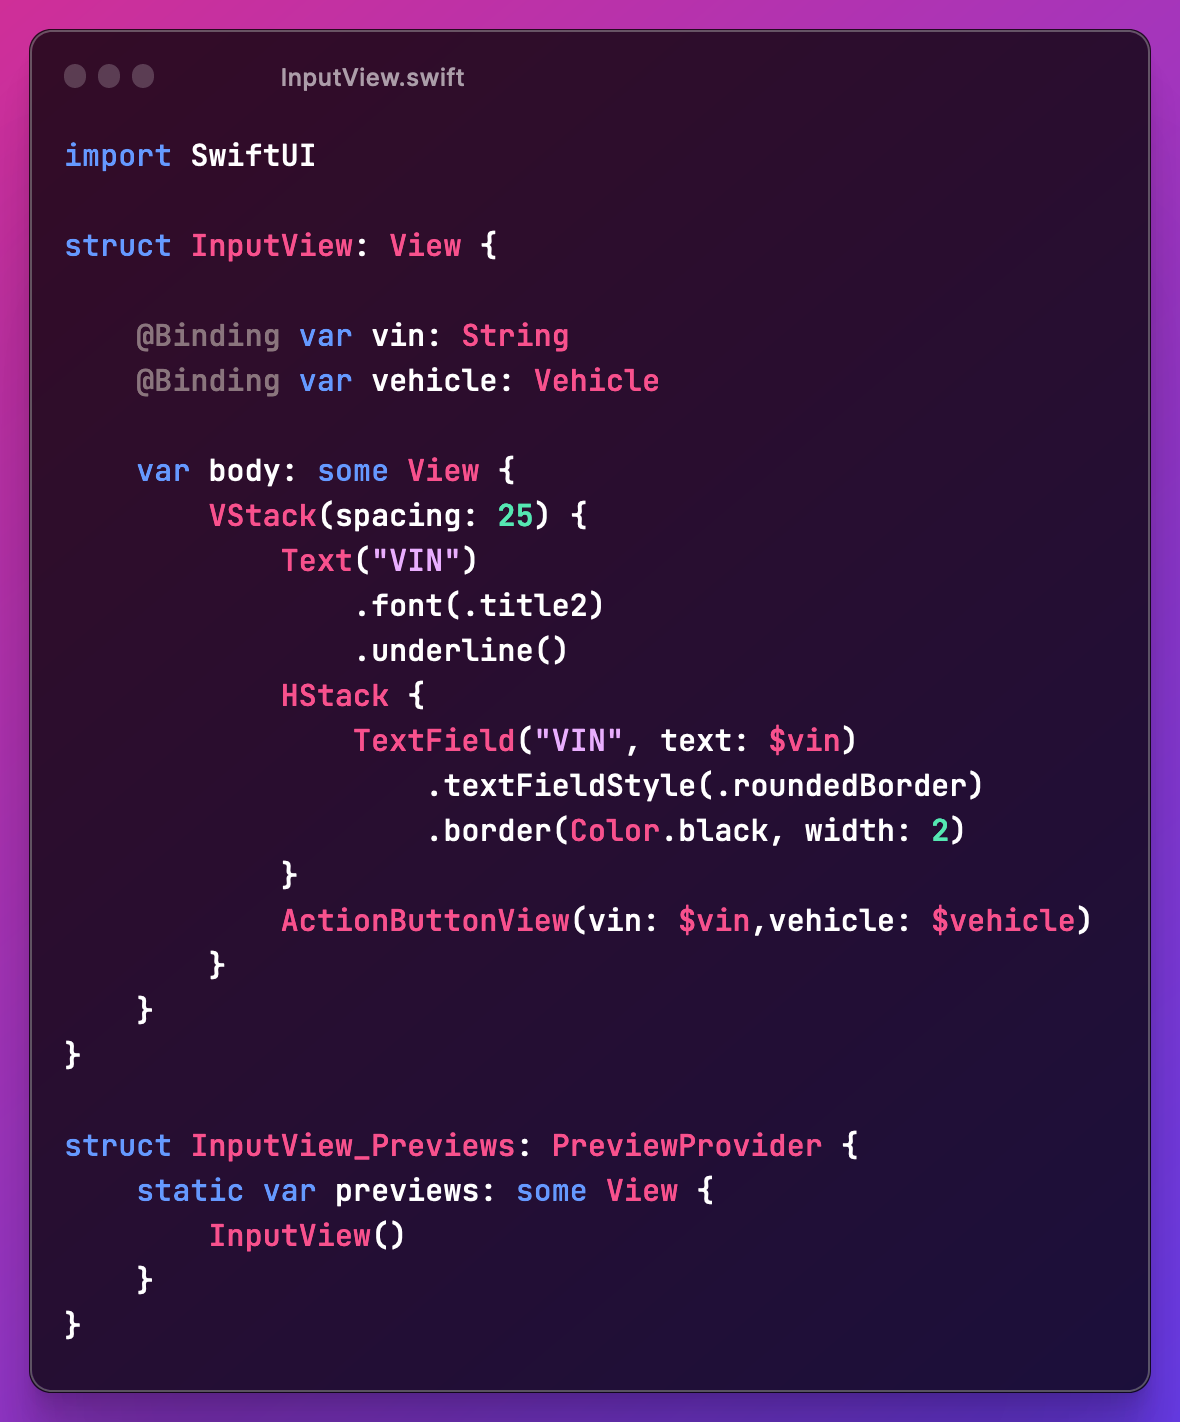 InputView.swift
import SwiftUI
struct InputView: View {
@Binding var vin: String
@Binding var vehicle: Vehicle
var body: some View {
VStack(spacing: 25) {
Text("VIN")
.font(.title2)
.underline()
HStack {
TextField("VIN", text: $vin)
.textFieldStyle(.roundedBorder)
.border(Color.black, width: 2)
}
ActionButtonView(vin: $vin,vehicle: $vehicle)
}
}
}
struct InputView_Previews: PreviewProvider {
static var previews: some View {
InputView()
}
}